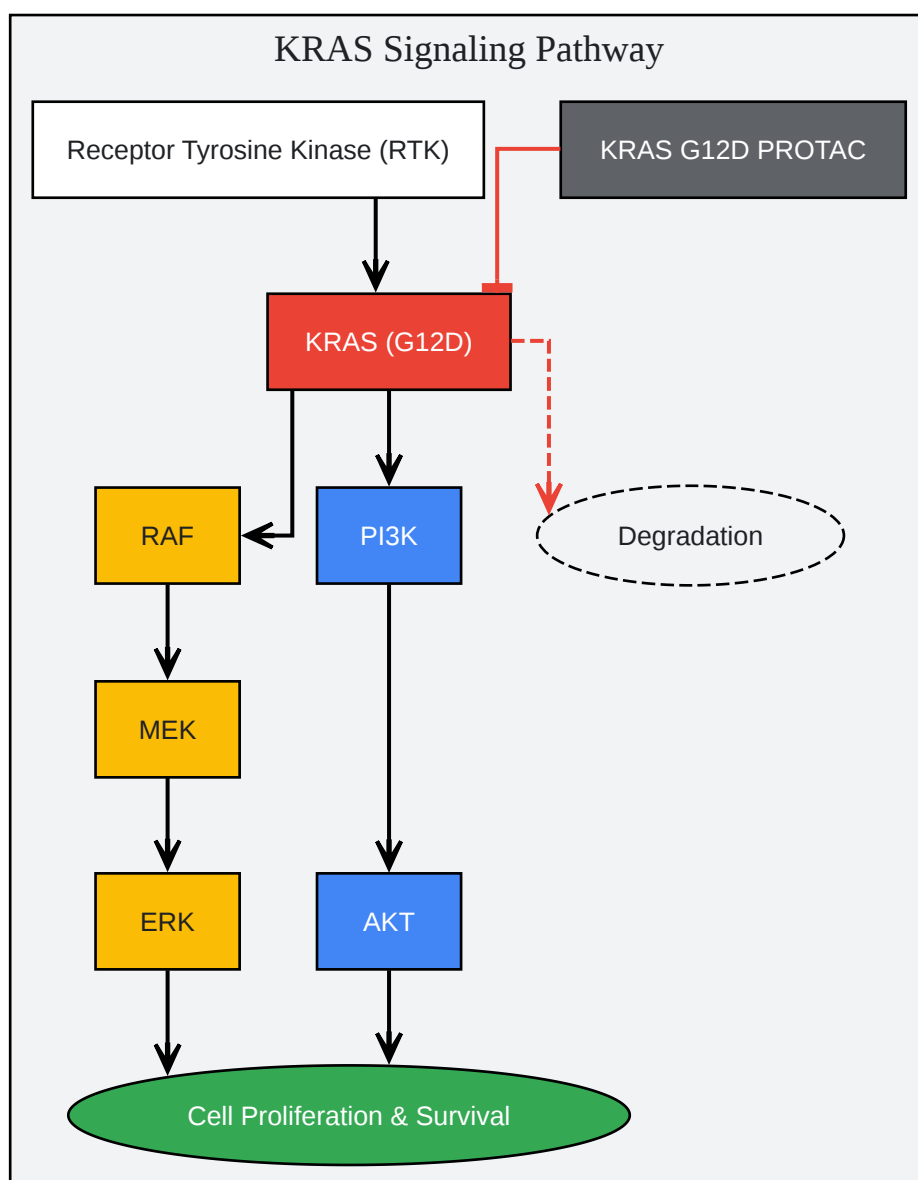 KRAS Signaling Pathway
Receptor Tyrosine Kinase (RTK)
KRAS G12D PROTAC
KRAS (G12D)
RAF
PI3K
Degradation
MEK
ERK
AKT
Cell Proliferation & Survival